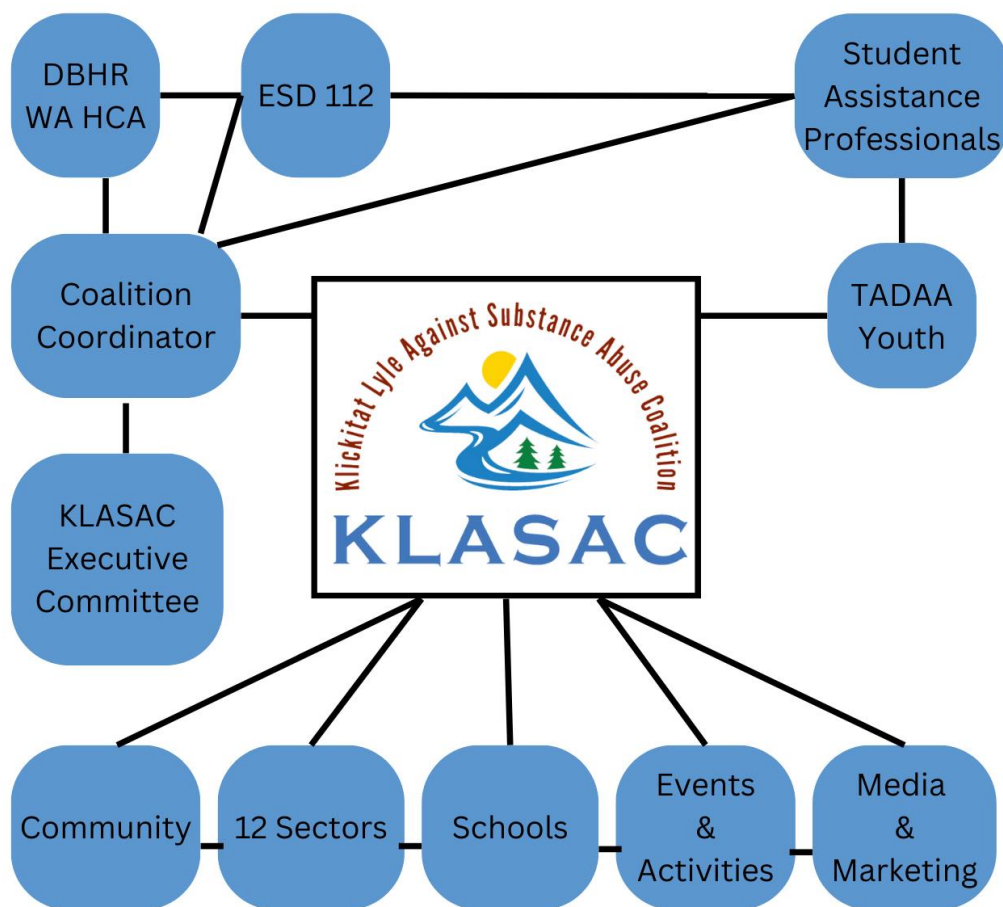 DBHR
WA HCA
ESD 112
Student
Assistance
Professionals
Coalition
Coordinator
Klickitat Lyle Against Substance Abuse Coalition
KLASAC
TADAA
Youth
KLASAC
Executive
Committee
Community
12 Sectors
Schools
Events
&
Activities
Media
&
Marketing